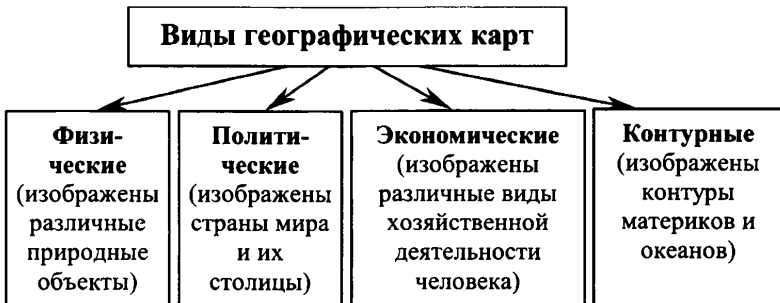 Виды географических карт
Физи-
ческие
(изображены
различные
природные
объекты)
Полити-
ческие
(изображены
страны мира
и их
столицы)
Экономические
(изображены
различные виды
хозяйственной
деятельности
человека)
Контурные
(изображены
контуры
материков и
океанов)